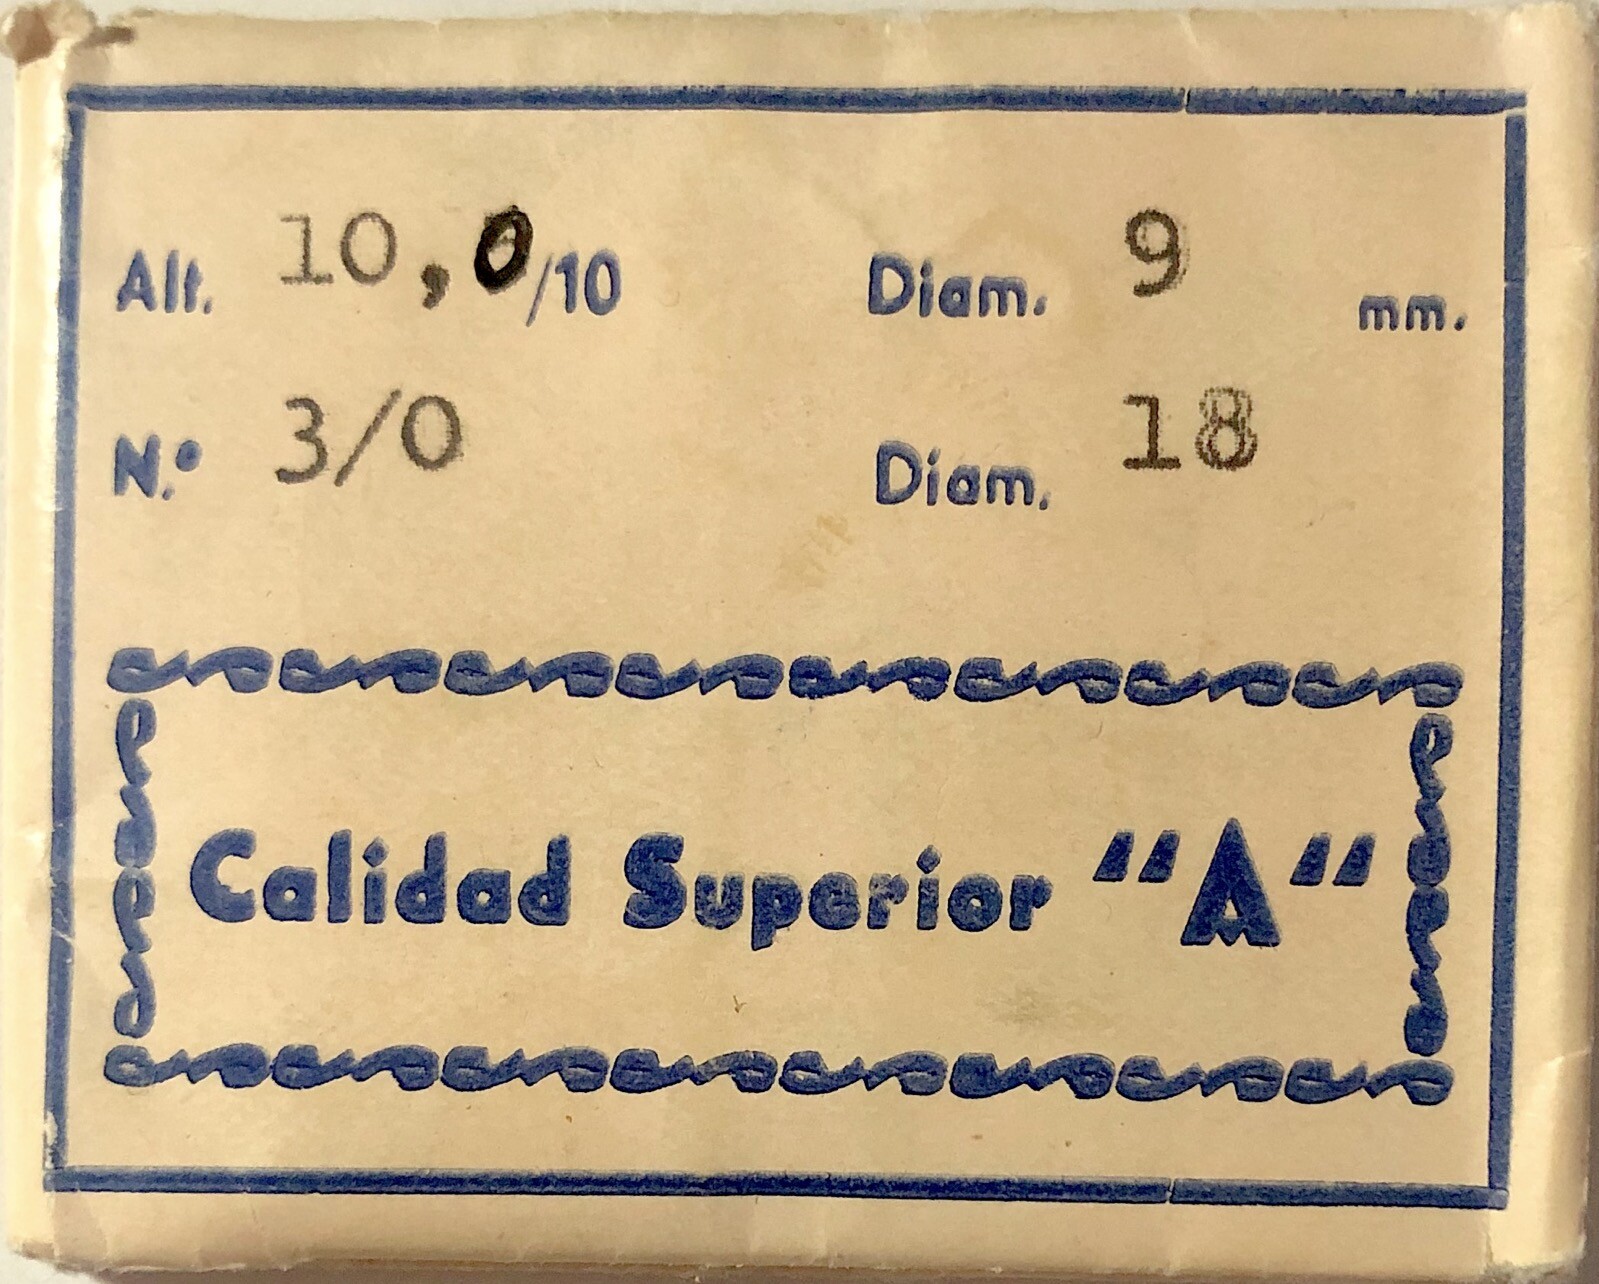 Alt. 10,0/10 Diam. 9 mm.
N.º 3/0 Diam. 18
Calidad Superior "A"